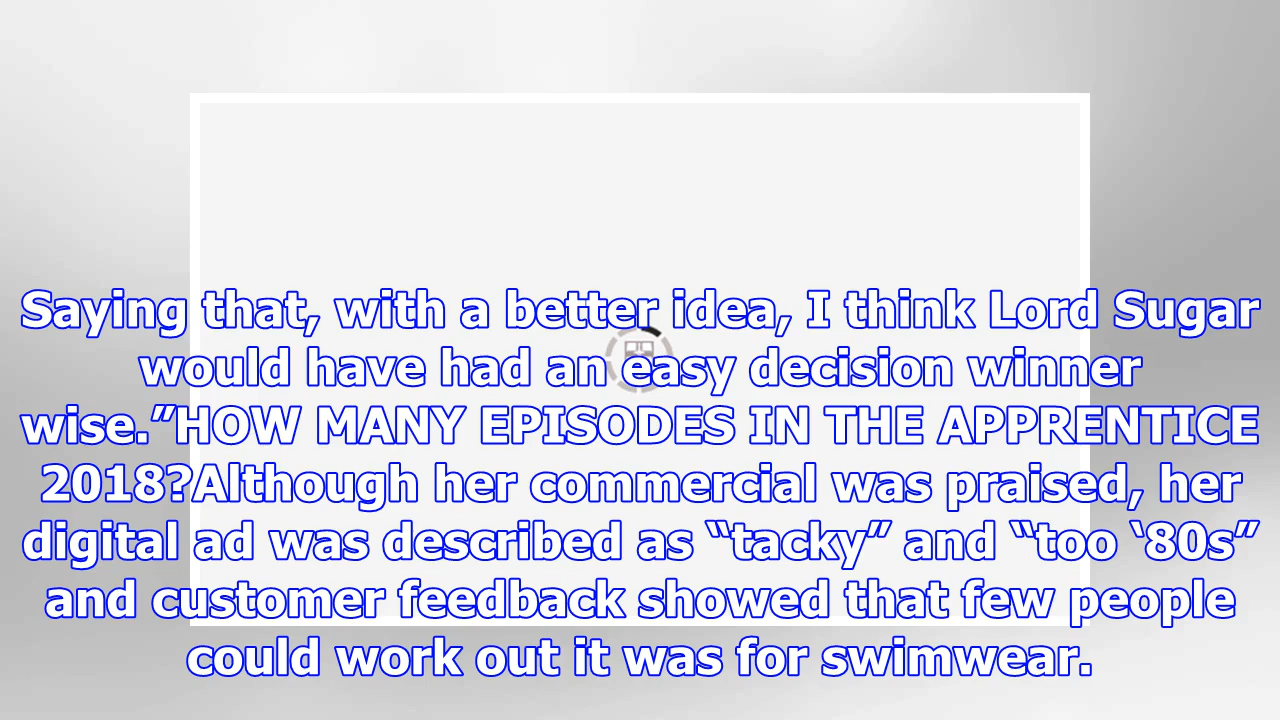 Saying that, with a better idea, I think Lord Sugar
would have had an easy decision winner
wise.”HOW MANY EPISODES IN THE APPRENTICE
2018?Although her commercial was praised, her
digital ad was described as “tacky” and “too ‘80s”
and customer feedback showed that few people
could work out it was for swimwear.